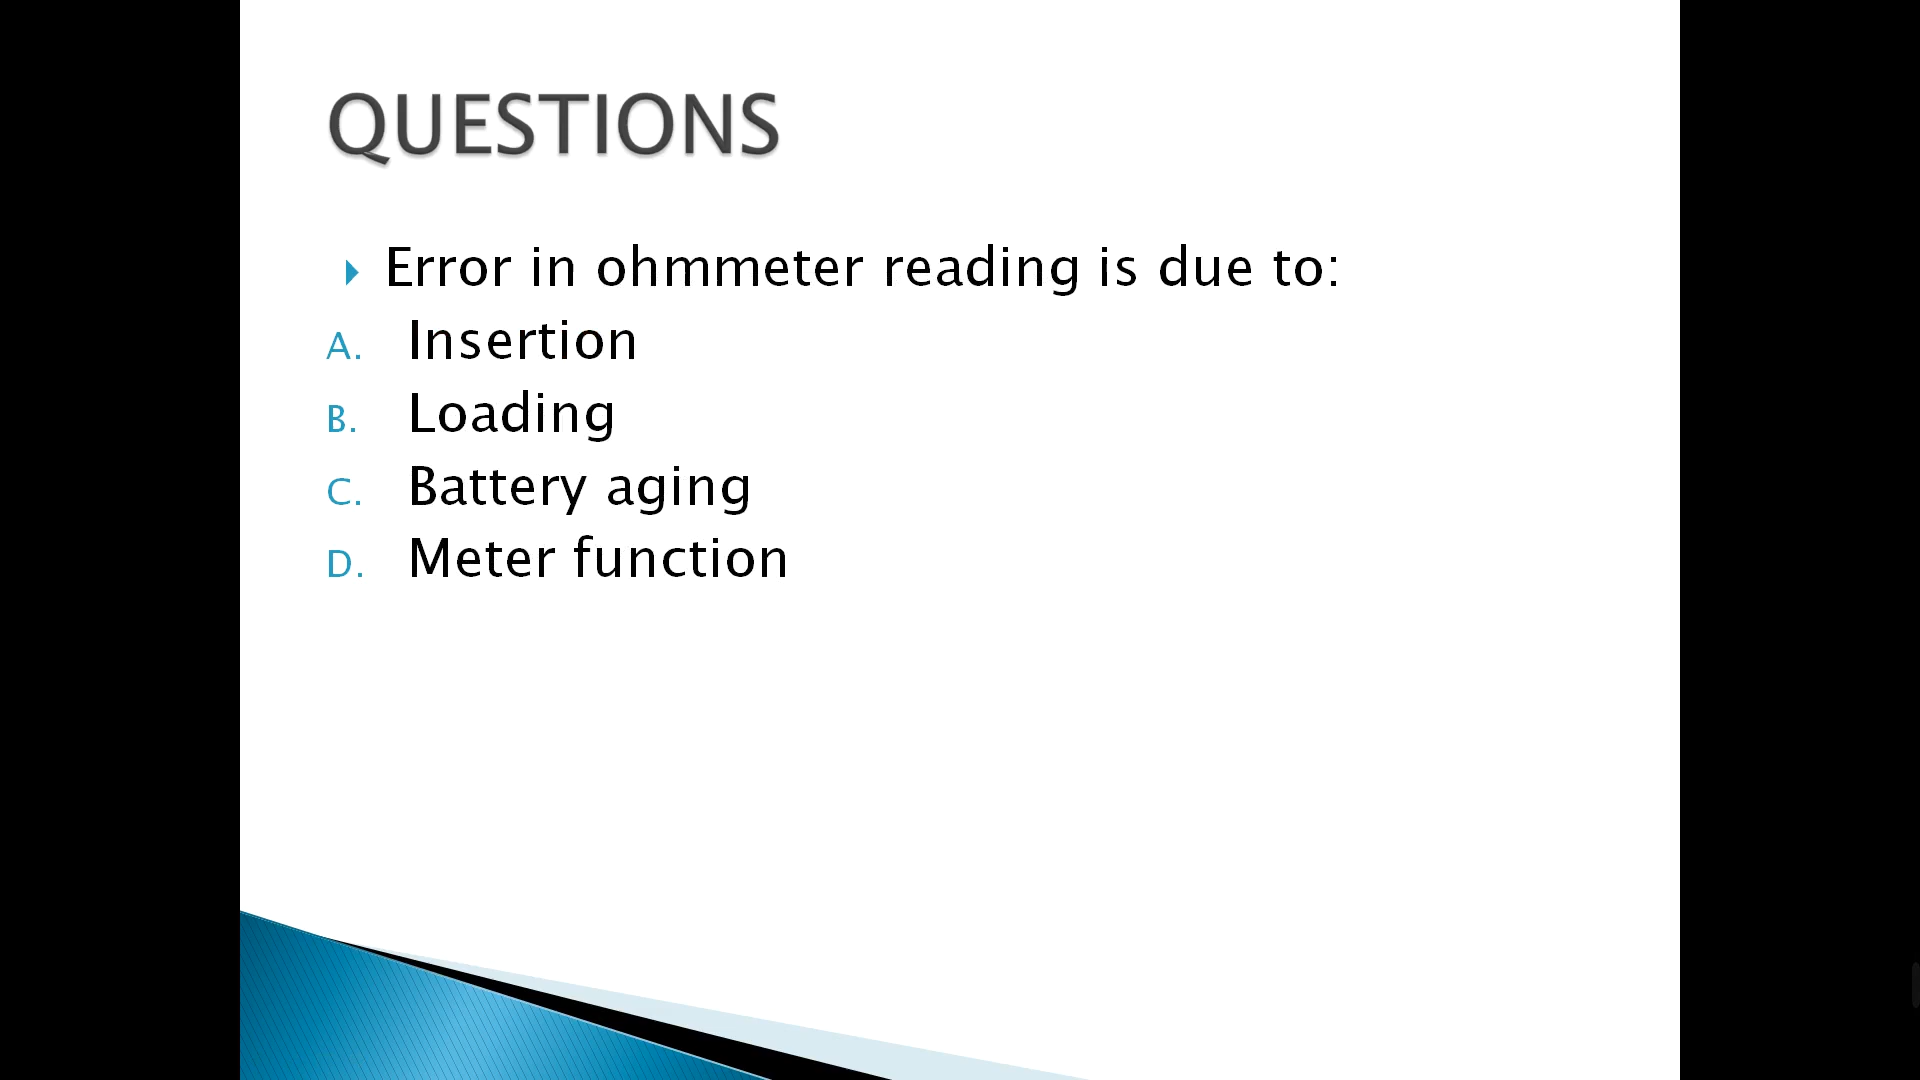 QUESTIONS
Error in ohmmeter reading is due to:
A. Insertion
B. Loading
C. Battery aging
D. Meter function